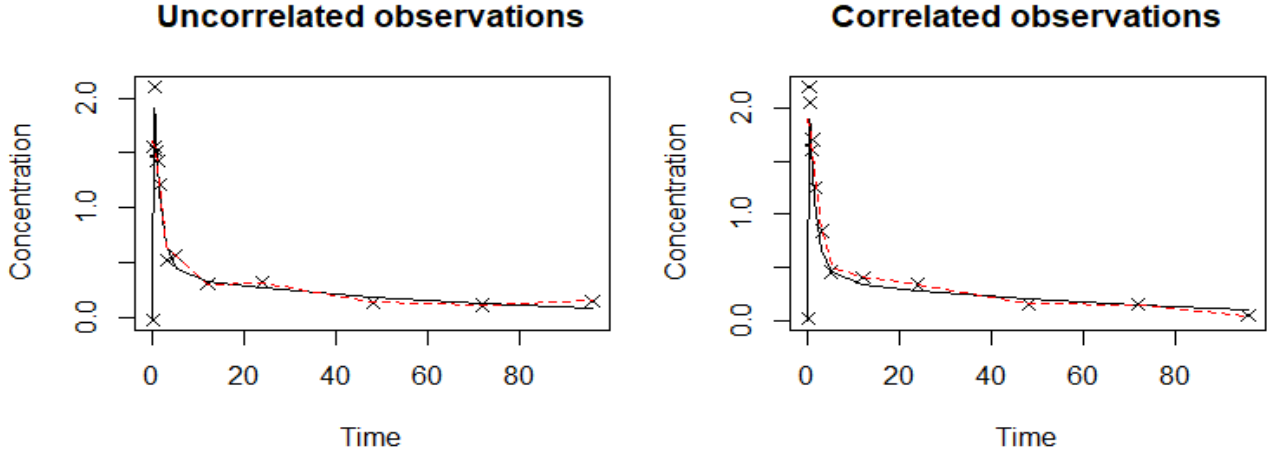 Uncorrelated observations
Concentration
2.0
1.0
0.0
0 20 40 60 80
Time
Correlated observations
Concentration
2.0
1.0
0.0
0 20 40 60 80
Time